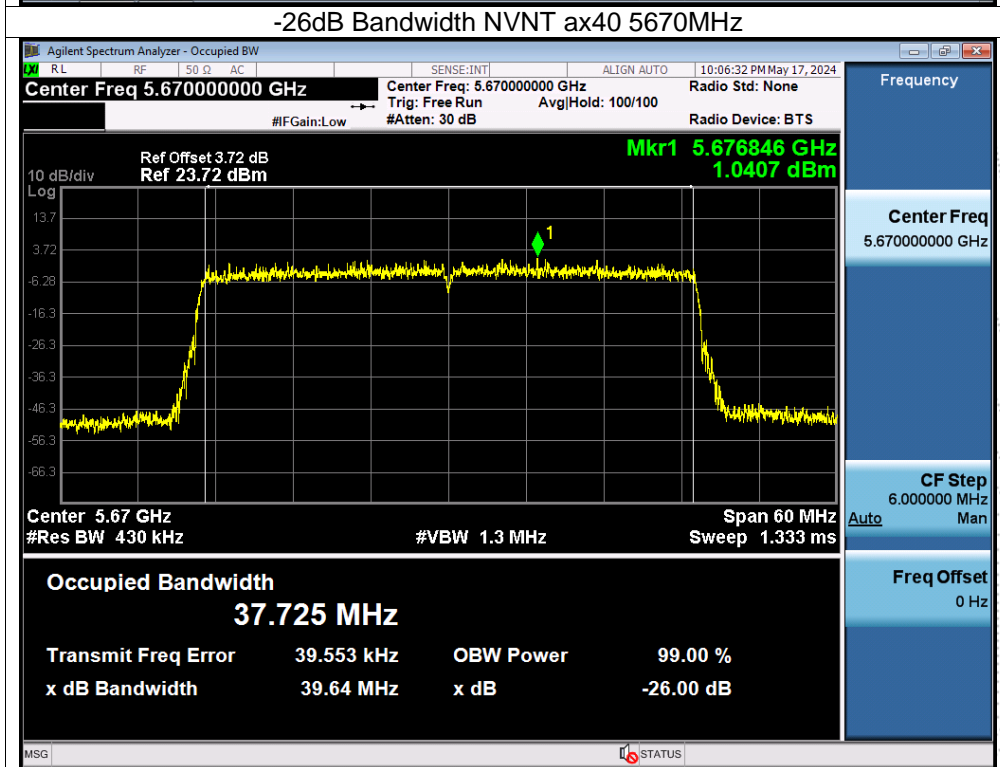 -26dB Bandwidth NVNT ax40 5670MHz
Agilent Spectrum Analyzer - Occupied BW
LXI RL RF 50 Ω AC SENSE:INT ALIGN AUTO 10:06:32 PM May 17, 2024
Center Freq 5.670000000 GHz
Center Freq: 5.670000000 GHz Radio Std: None
Trig: Free Run Avg|Hold: 100/100
#IFGain:Low #Atten: 30 dB Radio Device: BTS
Frequency
Mkr1 5.676846 GHz
1.0407 dBm
Ref Offset 3.72 dB
10 dB/div Ref 23.72 dBm
Log
13.7
3.72
-6.28
-16.3
-26.3
-36.3
-46.3
-56.3
-66.3
1
Center 5.67 GHz Span 60 MHz
#Res BW 430 kHz #VBW 1.3 MHz Sweep 1.333 ms
Center Freq
5.670000000 GHz
CF Step
6.000000 MHz
Auto Man
Freq Offset
0 Hz
Occupied Bandwidth
37.725 MHz
Transmit Freq Error 39.553 kHz OBW Power 99.00 %
x dB Bandwidth 39.64 MHz x dB -26.00 dB
MSG STATUS